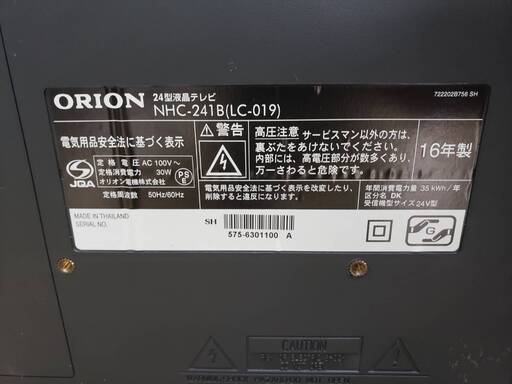 722202B756 SH
ORION
24型液晶テレビ
NHC-241B(LC-019)
電気用品安全法に基づく表示
JQA
定格電圧 AC 100V~
定格消費電力 30W
オリオン電機株式会社
定格周波数 50Hz/60Hz
PS
E
MADE IN THAILAND
SERIAL NO.
警告
高圧注意 サービスマン以外の方は、
裏ぶたをあけないでください。
内部には、高電圧部分が数多く、
万一さわると危険です。
電気用品安全法に基づく表示を改変したり、
削除すると違反になります。
SH
575-6301100 A
16年製
年間消費電力量 35 kWh/年
区分名 DK
受信機型サイズ 24V型
G
CAUTION